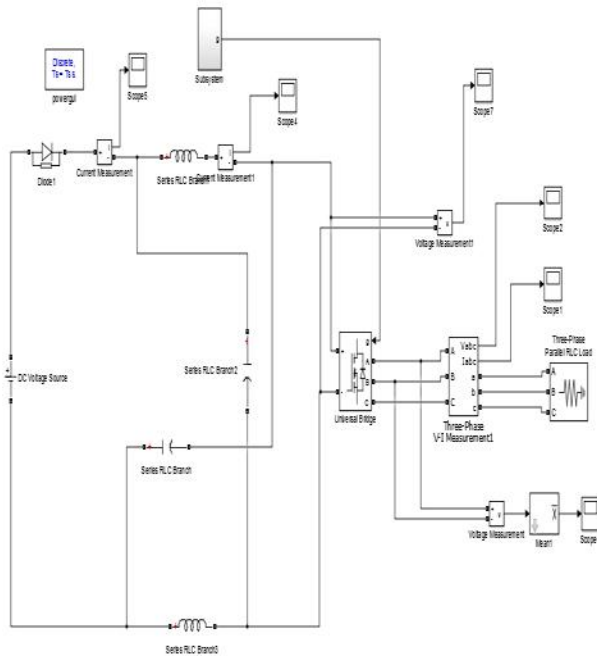 Discrete,
Ts = Ts s
powergui
Subsystem
Scope5
Scope4
Scope7
Diode1
Current Measurement
Series RLC Branch1
Current Measurement1
Voltage Measurement1
Scope2
Scope1
DC Voltage Source
Series RLC Branch2
g
A
B
C
Universal Bridge
Vabc
Iabc
A
a
B
b
C
c
Three-Phase
V-I Measurement1
Three-Phase
Parallel RLC Load
A
B
C
Series RLC Branch
Voltage Measurement
Mean1
Scope
Series RLC Branch3